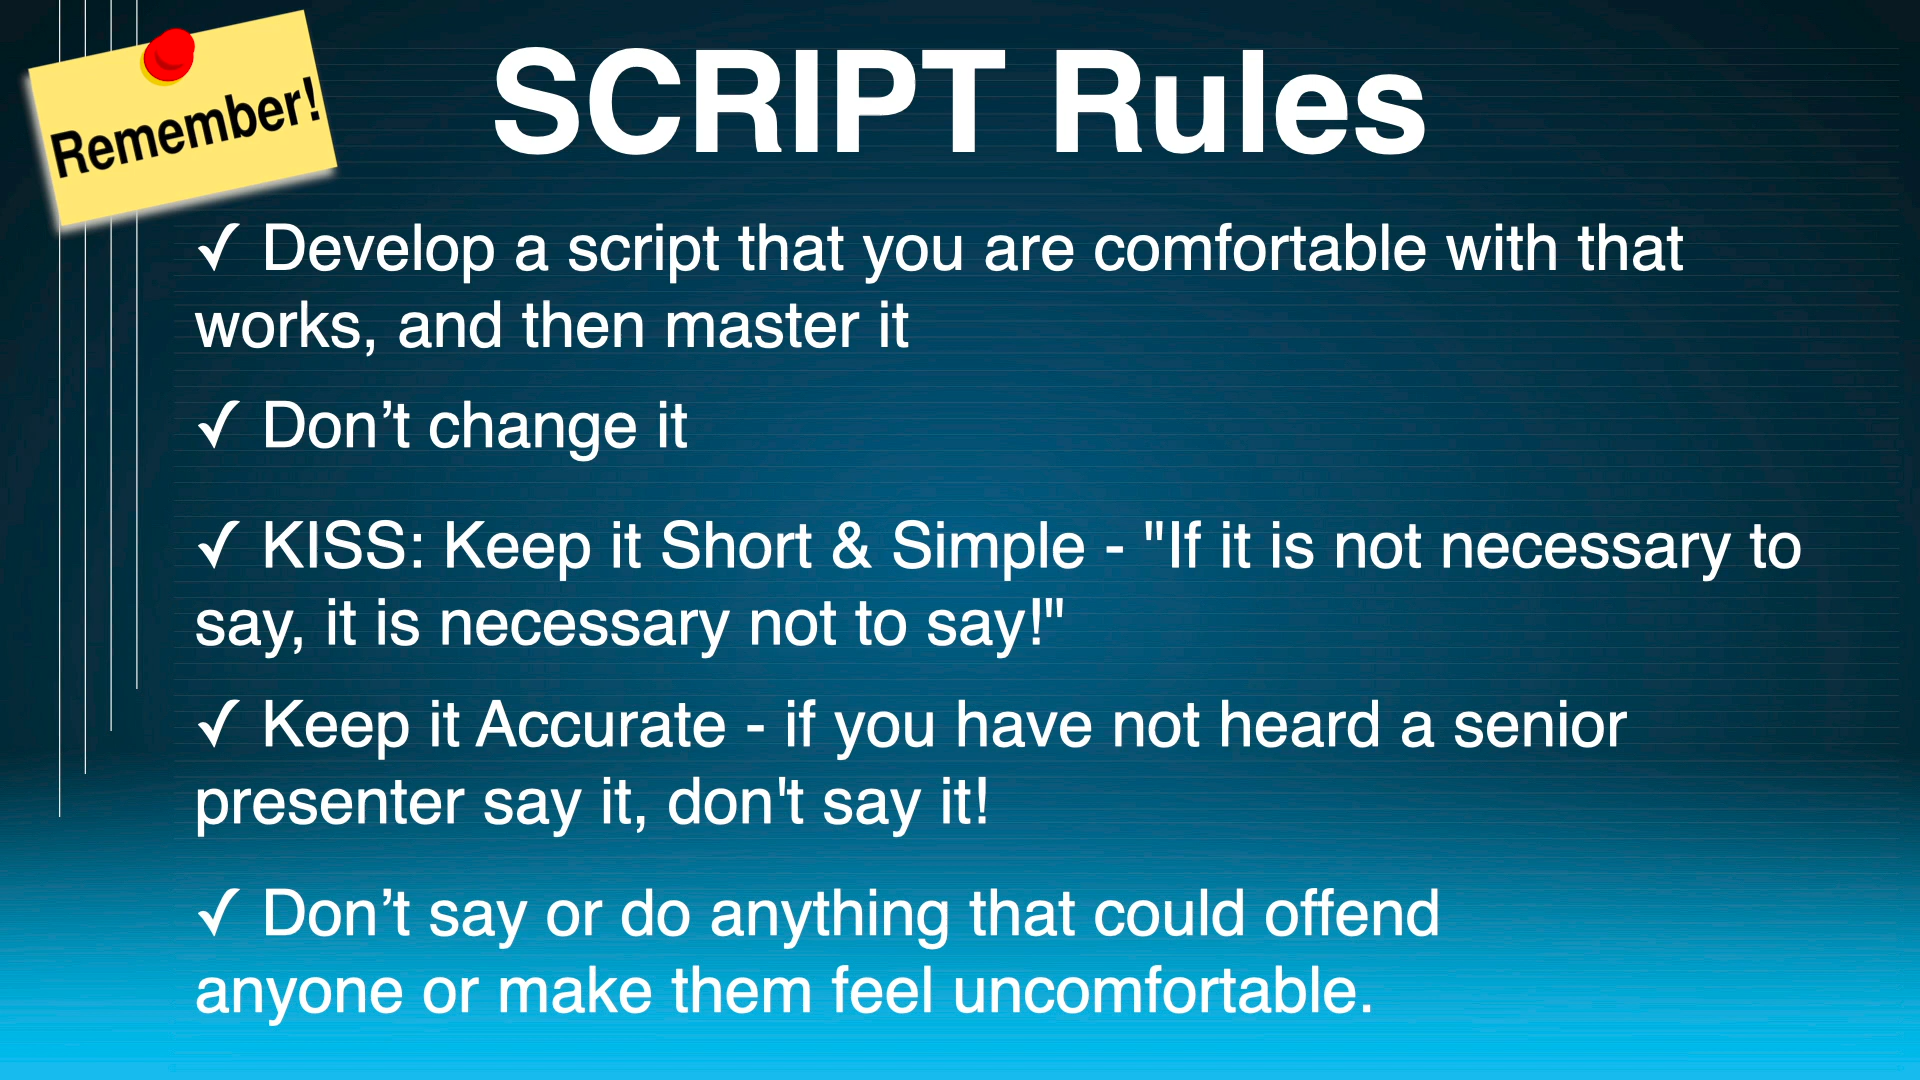 Remember!
SCRIPT Rules
✓ Develop a script that you are comfortable with that
works, and then master it
✓ Don’t change it
✓ KISS: Keep it Short & Simple - "If it is not necessary to
say, it is necessary not to say!"
✓ Keep it Accurate - if you have not heard a senior
presenter say it, don't say it!
✓ Don’t say or do anything that could offend
anyone or make them feel uncomfortable.